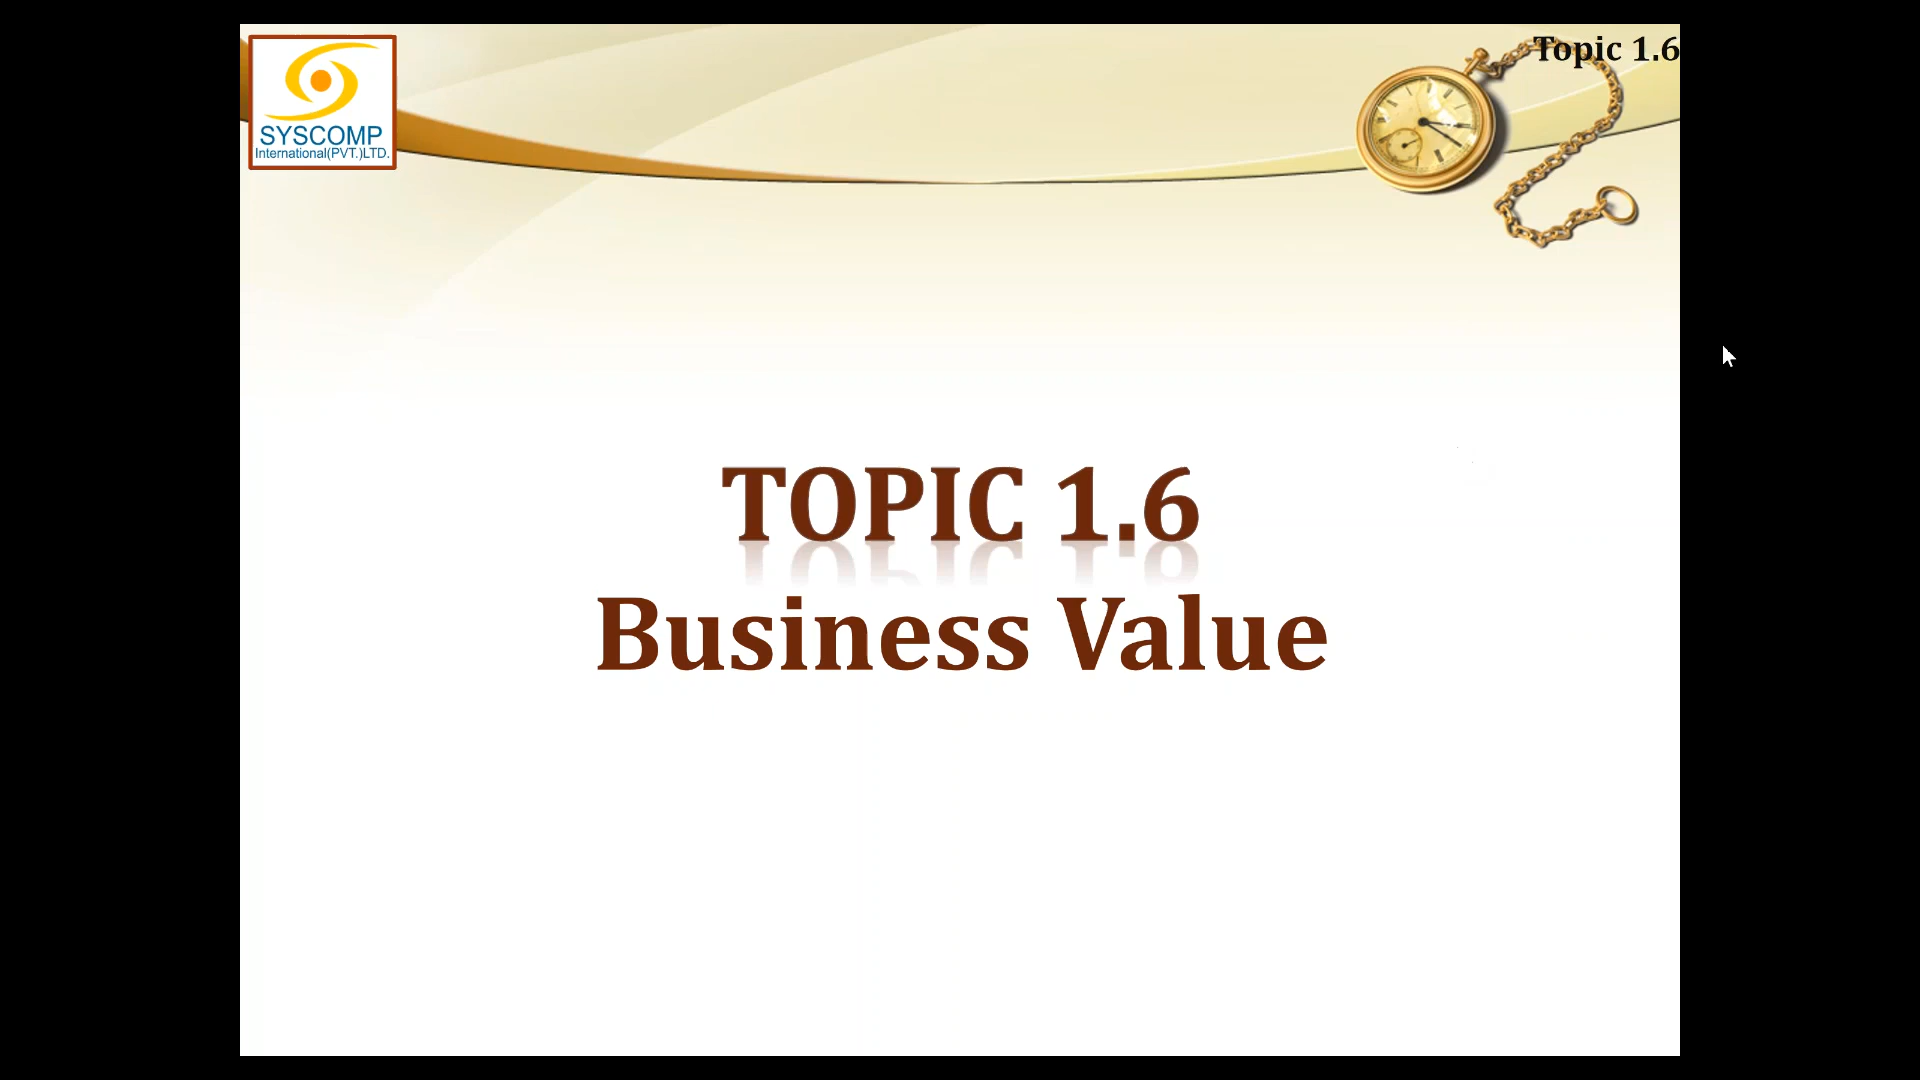 SYSCOMP
International(PVT.)LTD.
Topic 1.6
TOPIC 1.6
Business Value